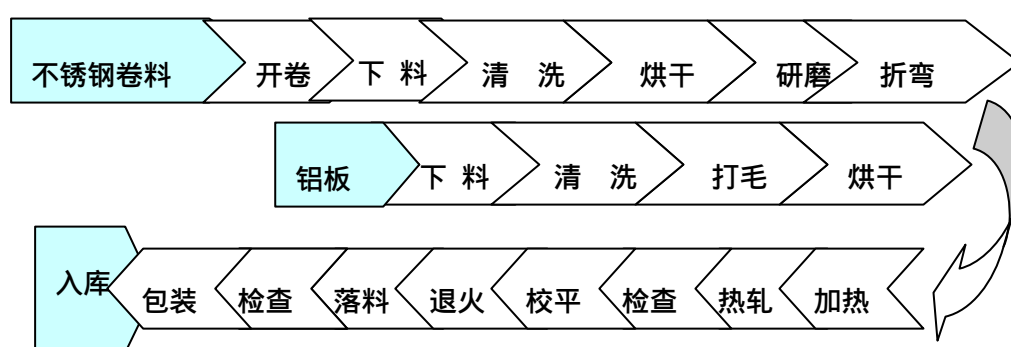 不锈钢卷料 开卷 下 料 清 洗 烘干 研磨 折弯
铝板 下 料 清 洗 打毛 烘干
入库 包装 检查 落料 退火 校平 检查 热轧 加热